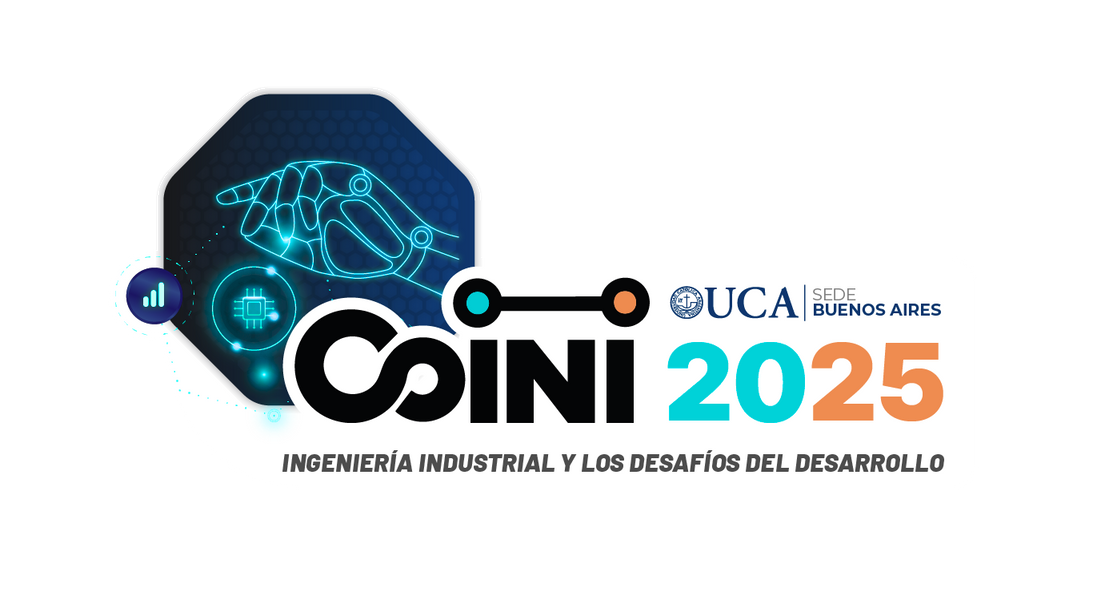 UCA
SEDE
BUENOS AIRES
COINI
2025
INGENIERÍA INDUSTRIAL Y LOS DESAFÍOS DEL DESARROLLO